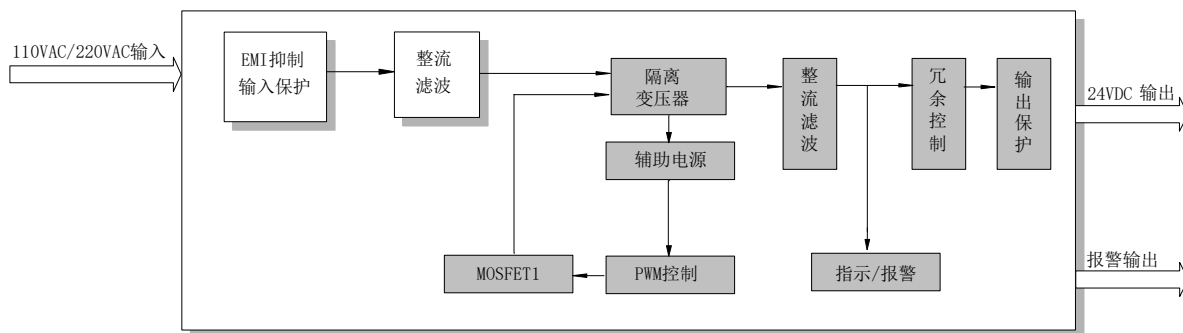 110VAC/220VAC输入
EMI抑制
输入保护
整流
滤波
隔离
变压器
整流滤波
冗余控制
输出保护
24VDC 输出
辅助电源
MOSFET1
PWM控制
指示/报警
报警输出